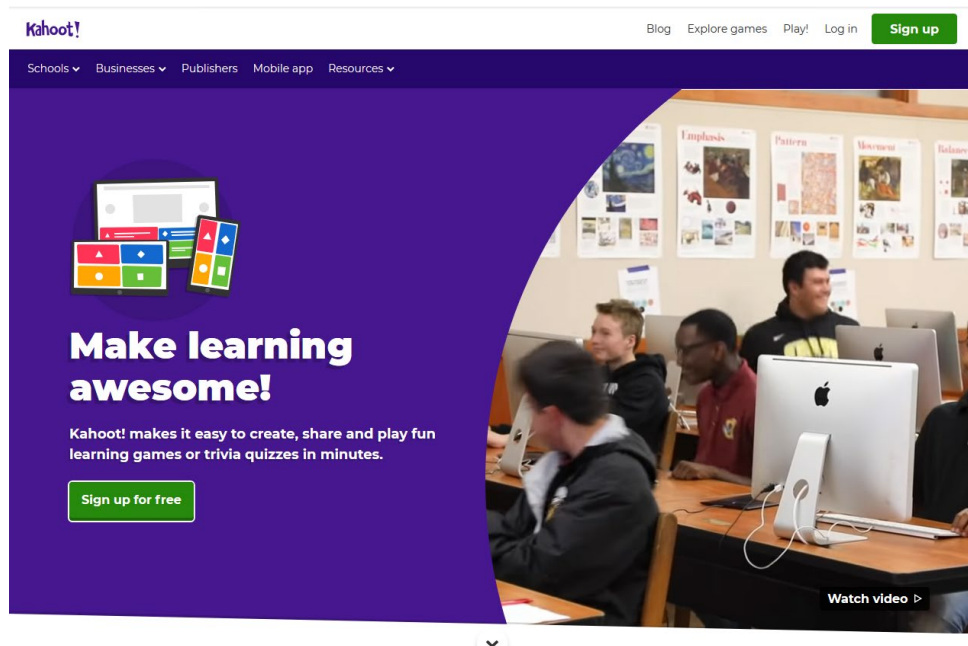 Kahoot!
Blog Explore games Play! Log in Sign up
Schools Businesses Publishers Mobile app Resources
Emphasis Pattern Movement Balance
Make learning
awesome!
Kahoot! makes it easy to create, share and play fun
learning games or trivia quizzes in minutes.
Sign up for free
Watch video